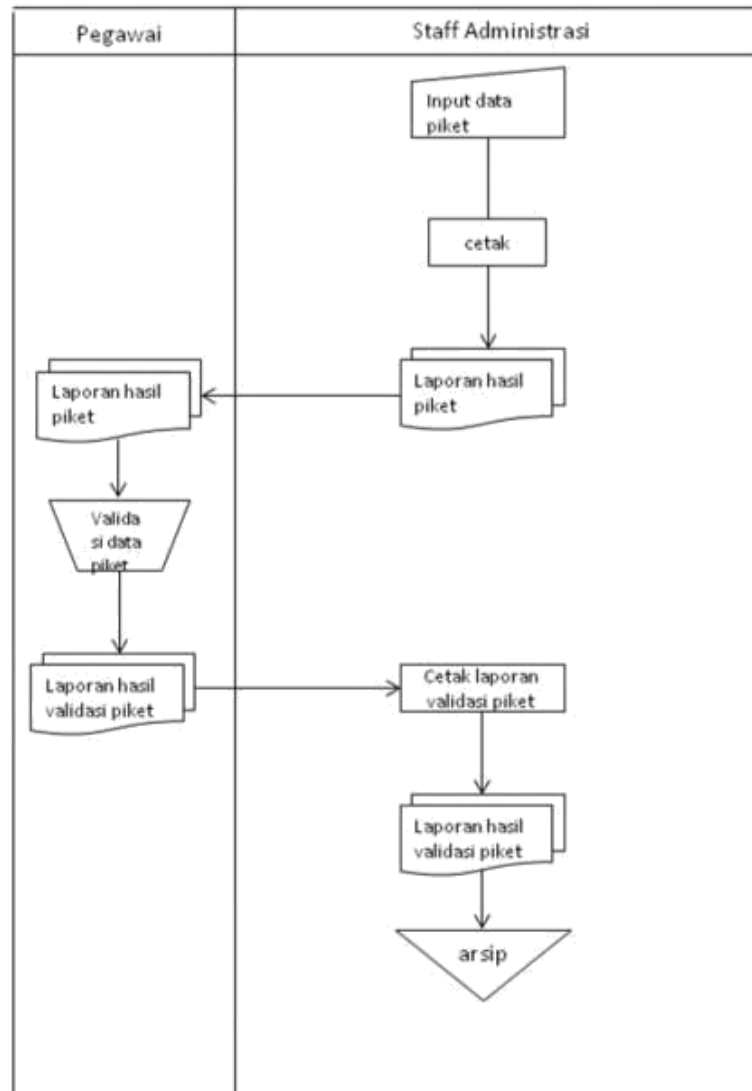 Pegawai
Staff Administrasi
Input data
piket
cetak
Laporan hasil
piket
Laporan hasil
piket
Valida
si data
piket
Laporan hasil
validasi piket
Cetak laporan
validasi piket
Laporan hasil
validasi piket
arsip